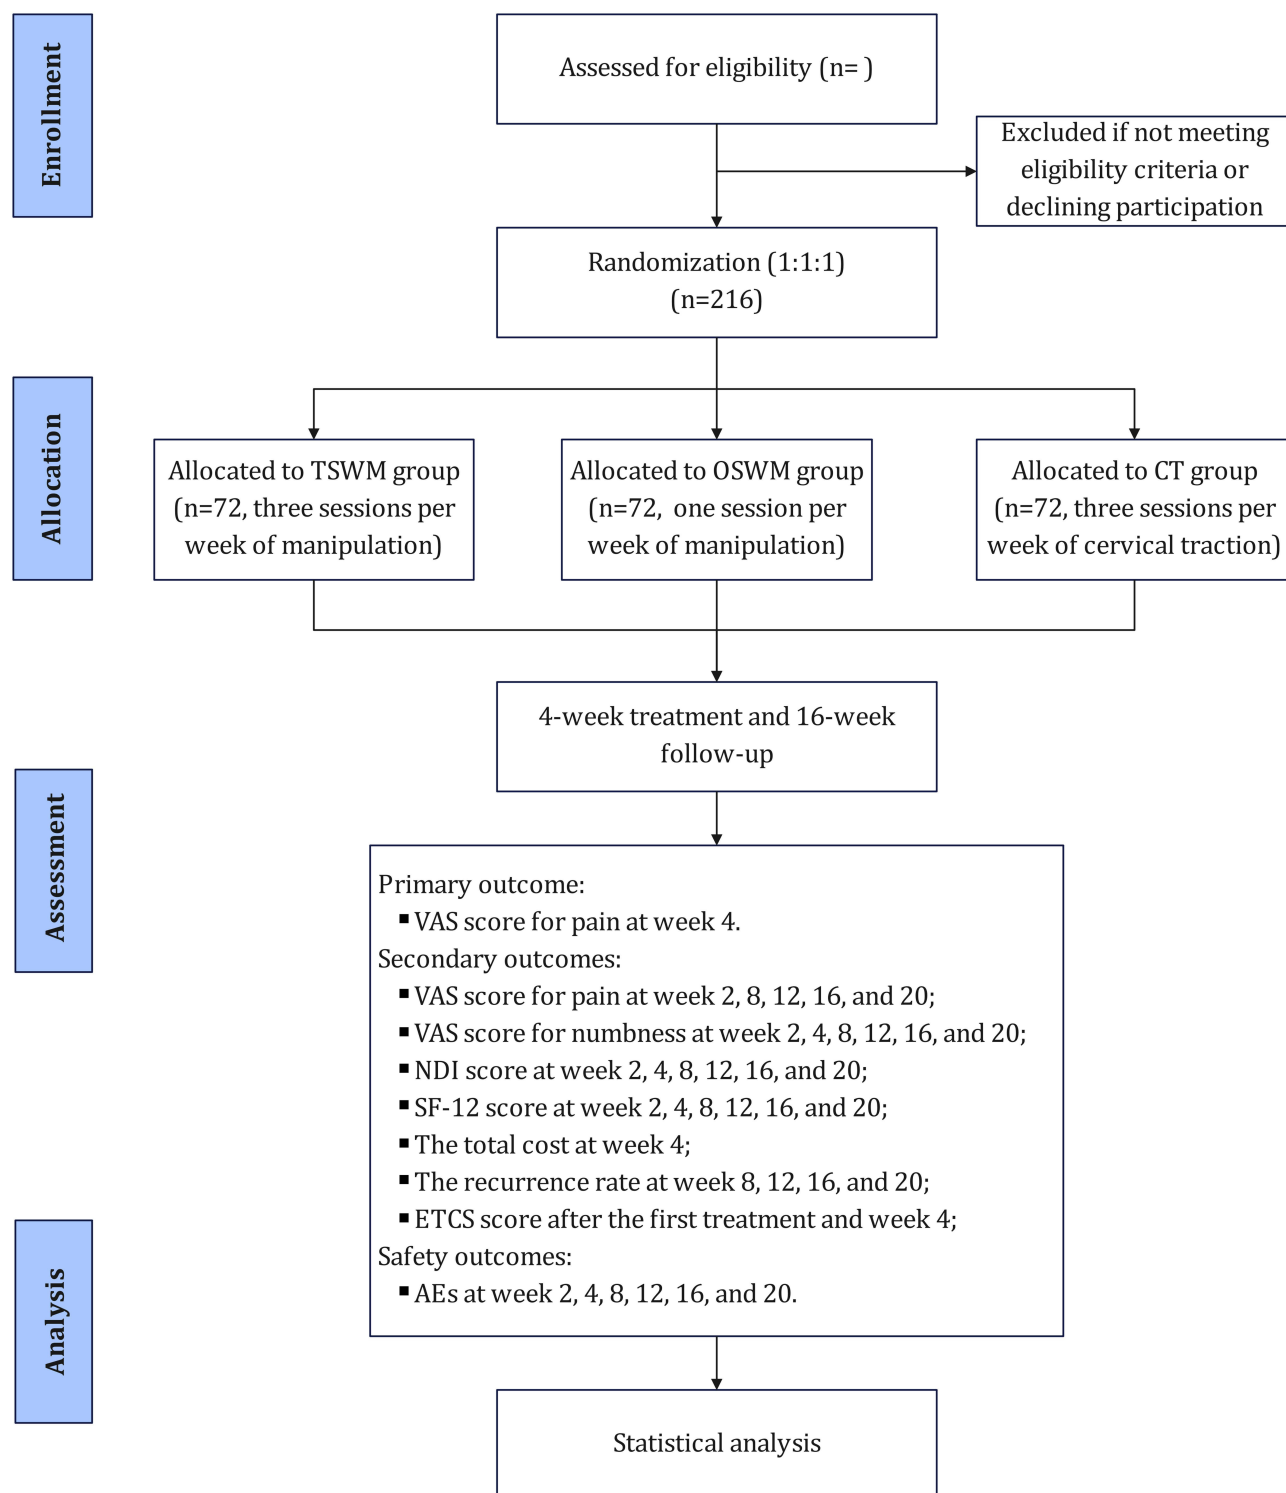 Enrollment
Assessed for eligibility (n= )
Excluded if not meeting
eligibility criteria or
declining participation
Randomization (1:1:1)
(n=216)
Allocation
Allocated to TSWM group
(n=72, three sessions per
week of manipulation)
Allocated to OSWM group
(n=72, one session per
week of manipulation)
Allocated to CT group
(n=72, three sessions per
week of cervical traction)
4-week treatment and 16-week
follow-up
Assessment
Primary outcome:
▪ VAS score for pain at week 4.
Secondary outcomes:
▪ VAS score for pain at week 2, 8, 12, 16, and 20;
▪ VAS score for numbness at week 2, 4, 8, 12, 16, and 20;
▪ NDI score at week 2, 4, 8, 12, 16, and 20;
▪ SF-12 score at week 2, 4, 8, 12, 16, and 20;
▪ The total cost at week 4;
▪ The recurrence rate at week 8, 12, 16, and 20;
▪ ETCS score after the first treatment and week 4;
Safety outcomes:
▪ AEs at week 2, 4, 8, 12, 16, and 20.
Analysis
Statistical analysis